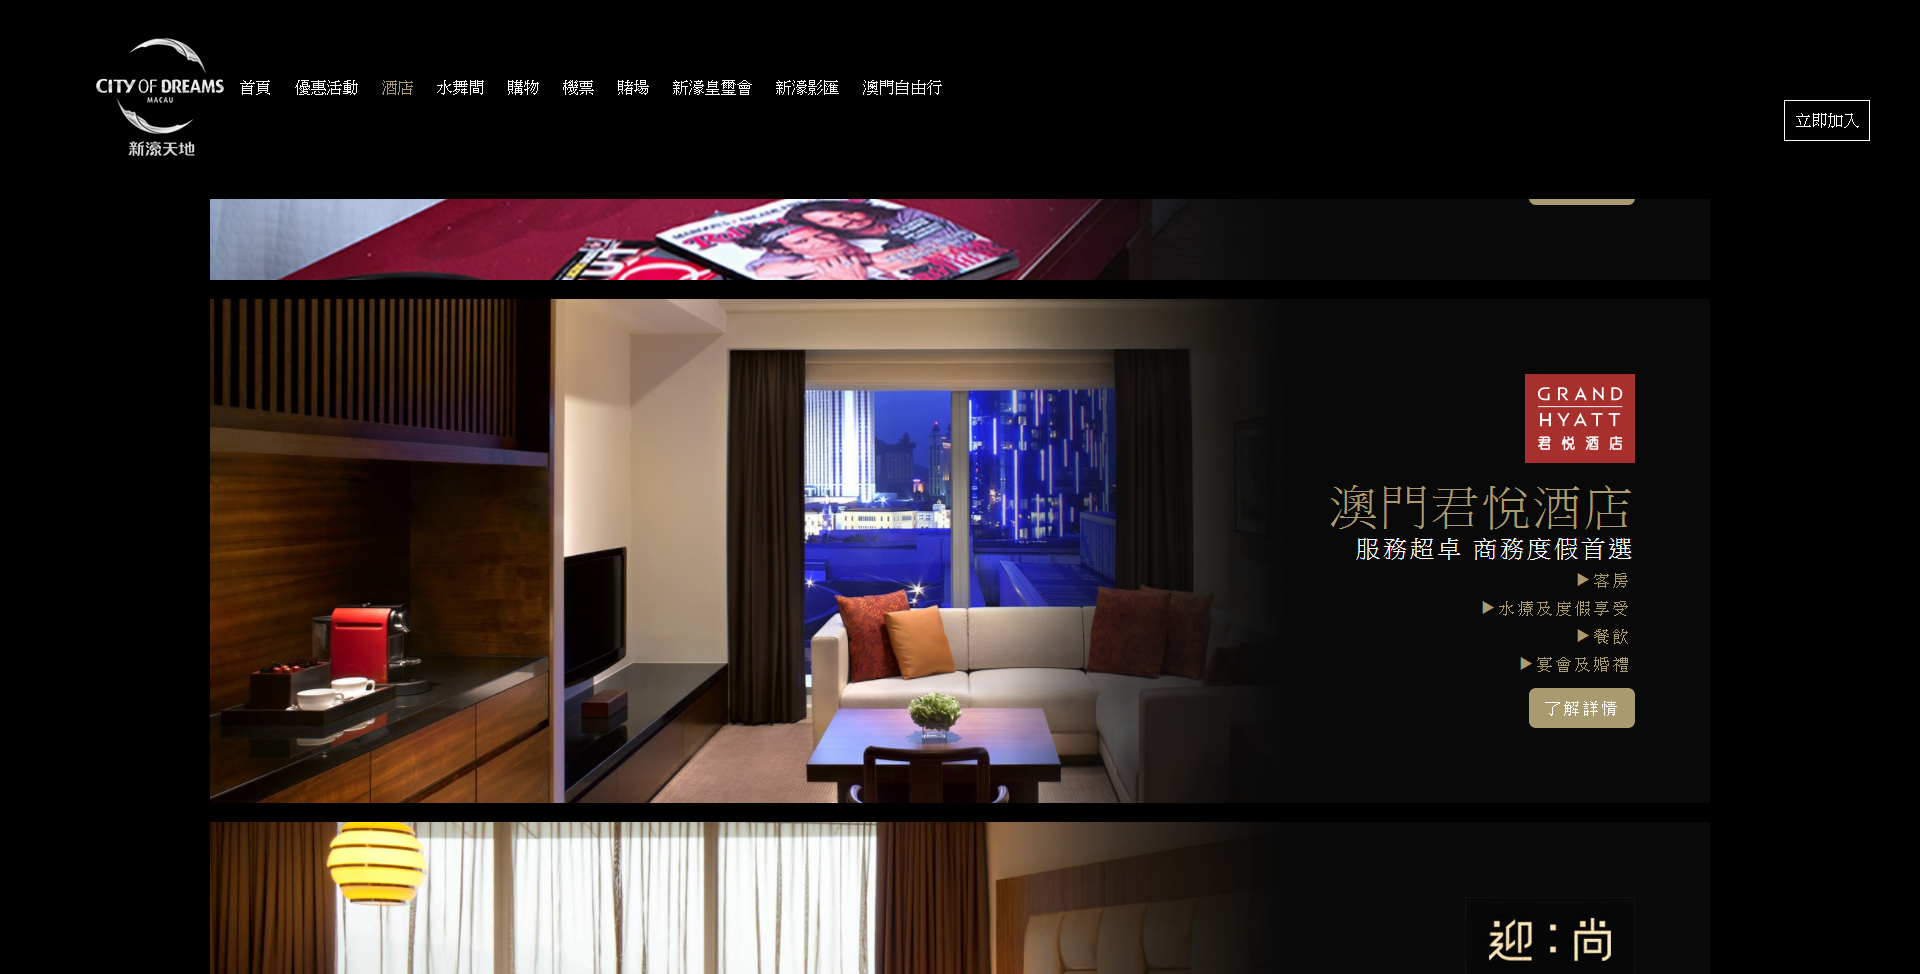 CITY OF DREAMS
MACAU
新濠天地
首頁 優惠活動 酒店 水舞間 購物 機票 賭場 新濠皇璽會 新濠影匯 澳門自由行
立即加入
GRAND
HYATT
君悦酒店
澳門君悅酒店
服務超卓 商務度假首選
▶客房
▶水療及度假享受
▶餐飲
▶宴會及婚禮
了解詳情
迎:尚